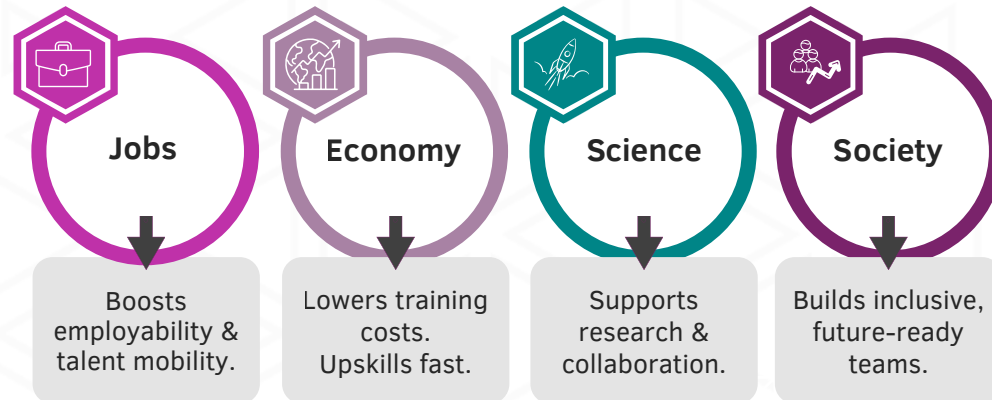 Jobs
Economy
Science
Society
Boosts
employability &
talent mobility.
Lowers training
costs.
Upskills fast.
Supports
research &
collaboration.
Builds inclusive,
future-ready
teams.